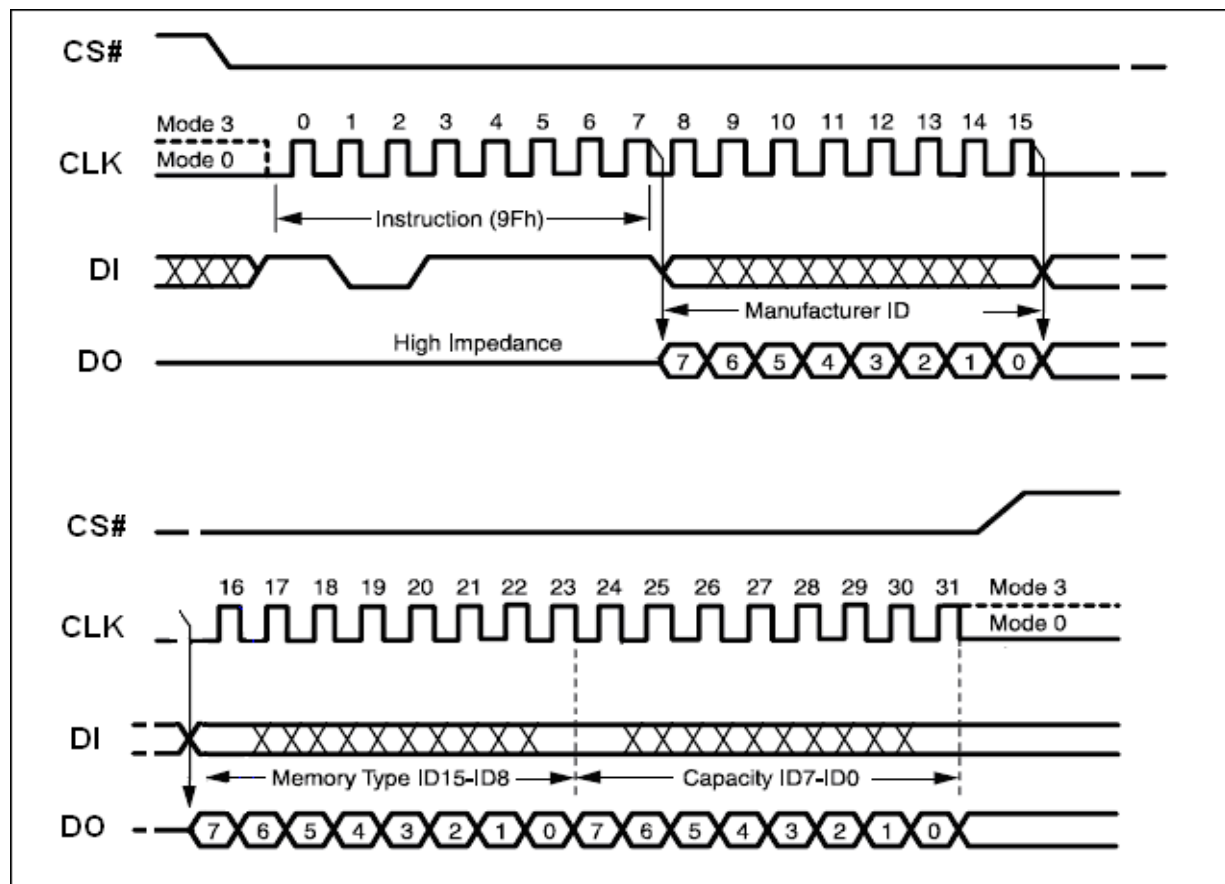 CS#
Mode 3
0 1 2 3 4 5 6 7 8 9 10 11 12 13 14 15
CLK
Mode 0
Instruction (9Fh)
DI
Manufacturer ID
High Impedance
DO
7 6 5 4 3 2 1 0
CS#
16 17 18 19 20 21 22 23 24 25 26 27 28 29 30 31
Mode 3
CLK
Mode 0
DI
Memory Type ID15-ID8
Capacity ID7-ID0
DO
7 6 5 4 3 2 1 0 7 6 5 4 3 2 1 0